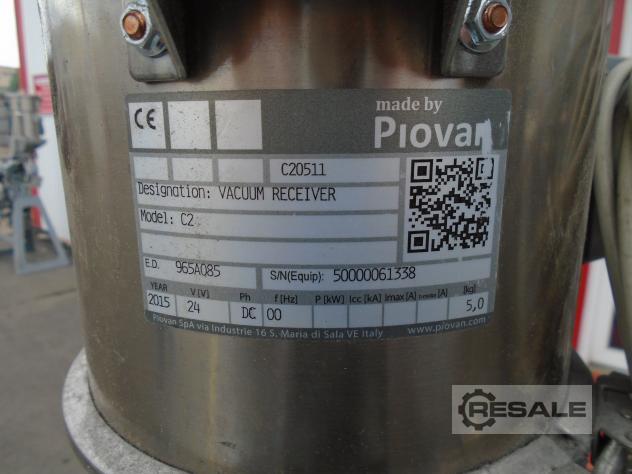 made by
Piovan
CE
C20511
Designation: VACUUM RECEIVER
Model: C2
E.D. 965A085 S/N(Equip): 50000061338
YEAR V [V] Ph f [Hz] P [kW] Icc [kA] Imax [A] [A] [kg]
2015 24 DC 00 5,0
Piovan SpA via Industrie 16 S. Maria di Sala VE Italy www.piovan.com
RESALE